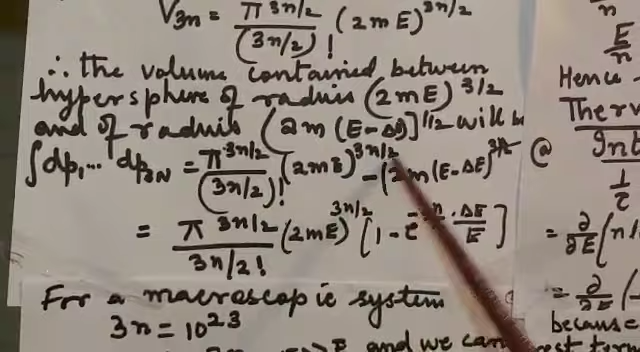 V3n = π^3n/2 / (3n/2)! (2mE)^3n/2
∴ the volume contained between
hypersphere of radius (2mE)^3/2
and of radius (2m(E-ΔE)]^1/2 will be
∫dp1... dp3N = π^3n/2 / (3n/2)! (2mE)^3n/2 - (2m(E-ΔE)^3/2
= π^3n/2 / 3n/2! (2mE)^3n/2 [1 - e · ΔE/E]
For a macroscopic system
3n = 10^23
and we can
n
E/n
Hence
Ther
@ Int
1/τ
= ∂/∂E (n
= ∂/∂E (
because
term